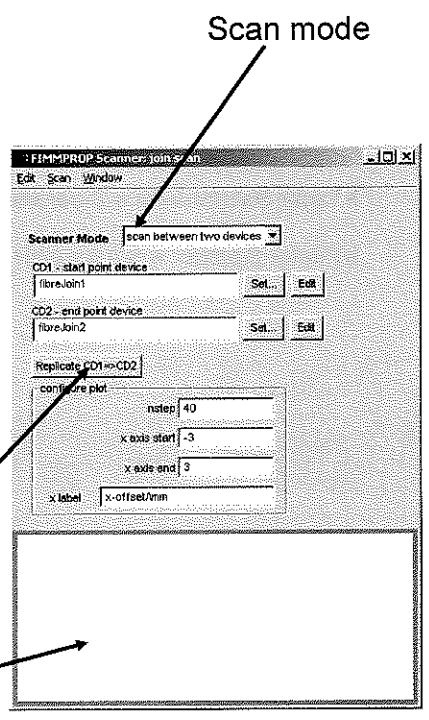 Scan mode
FIMMPROP Scanner: join scan
Edit Scan Window
Scanner Mode scan between two devices
CD1 - start point device
fibreJoin1 Set... Edit
CD2 - end point device
fibreJoin2 Set... Edit
Replicate CD1=>CD2
configure plot
nstep 40
x axis start -3
x axis end 3
x label x-offset/mm